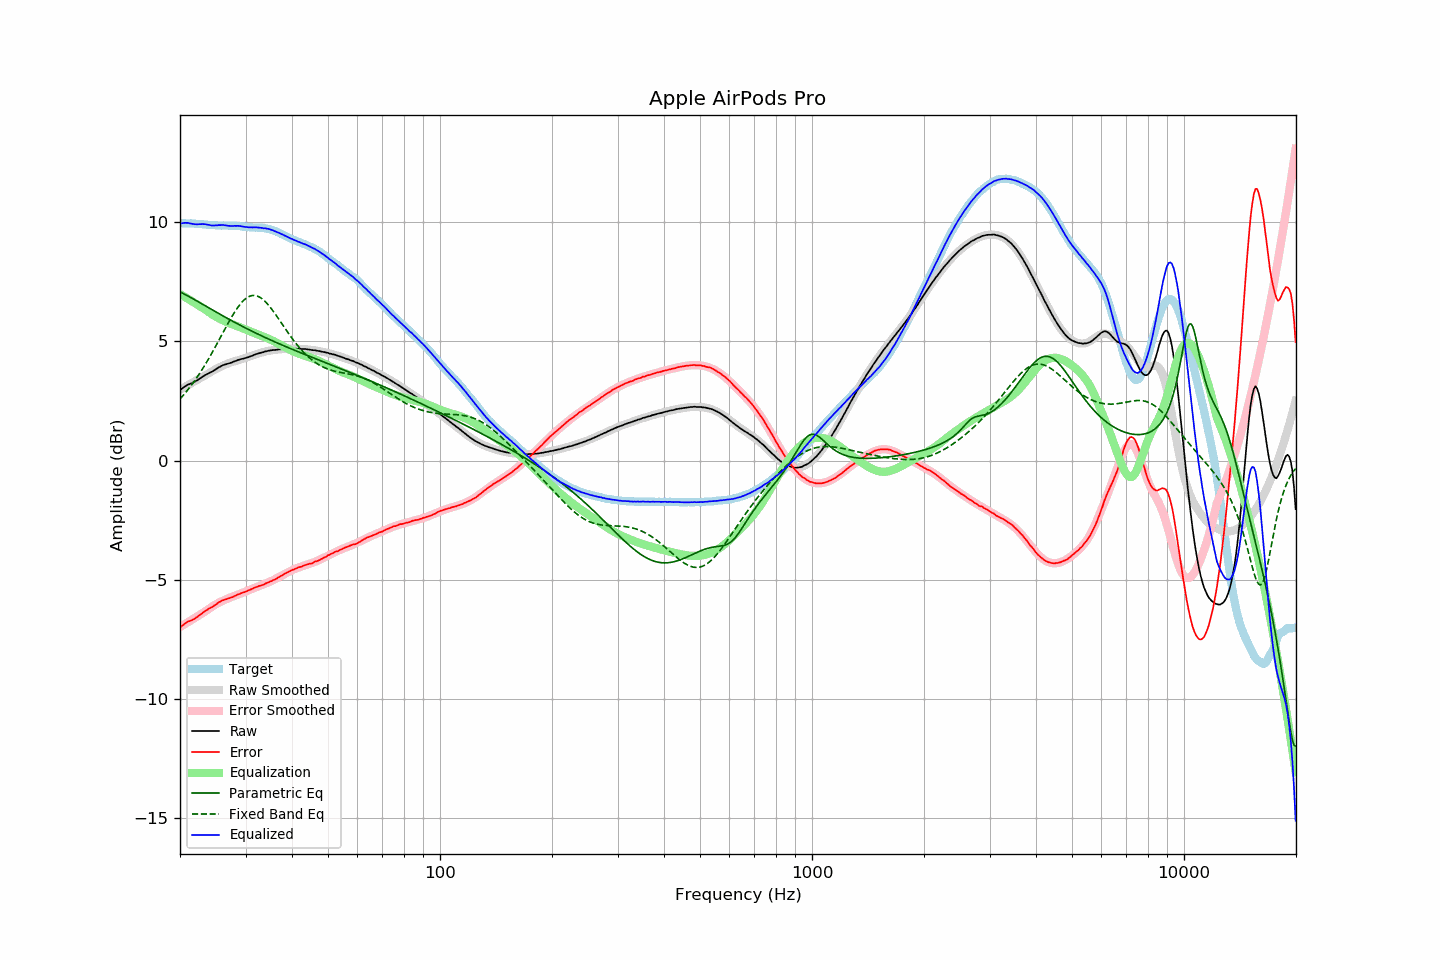 Apple AirPods Pro
Amplitude (dBr)
10
5
0
−5
−10
−15
Target
Raw Smoothed
Error Smoothed
Raw
Error
Equalization
Parametric Eq
Fixed Band Eq
Equalized
100
1000
10000
Frequency (Hz)